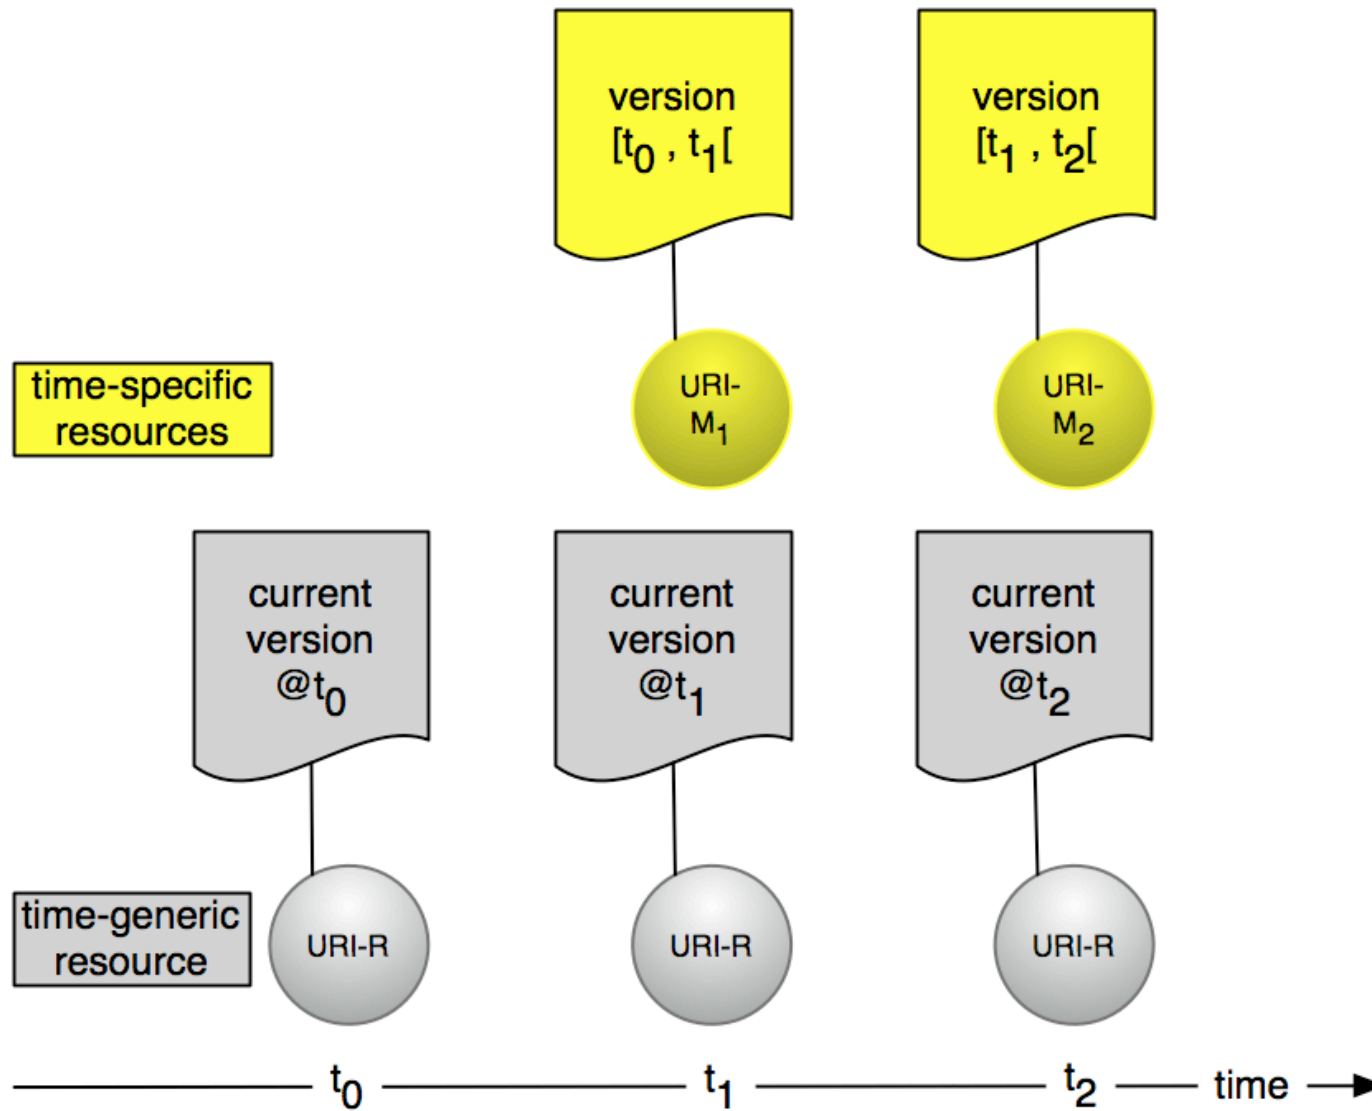 version
[t₀ , t₁[
version
[t₁ , t₂[
time-specific
resources
URI-
M₁
URI-
M₂
current
version
@t₀
current
version
@t₁
current
version
@t₂
time-generic
resource
URI-R
URI-R
URI-R
t₀
t₁
t₂
time